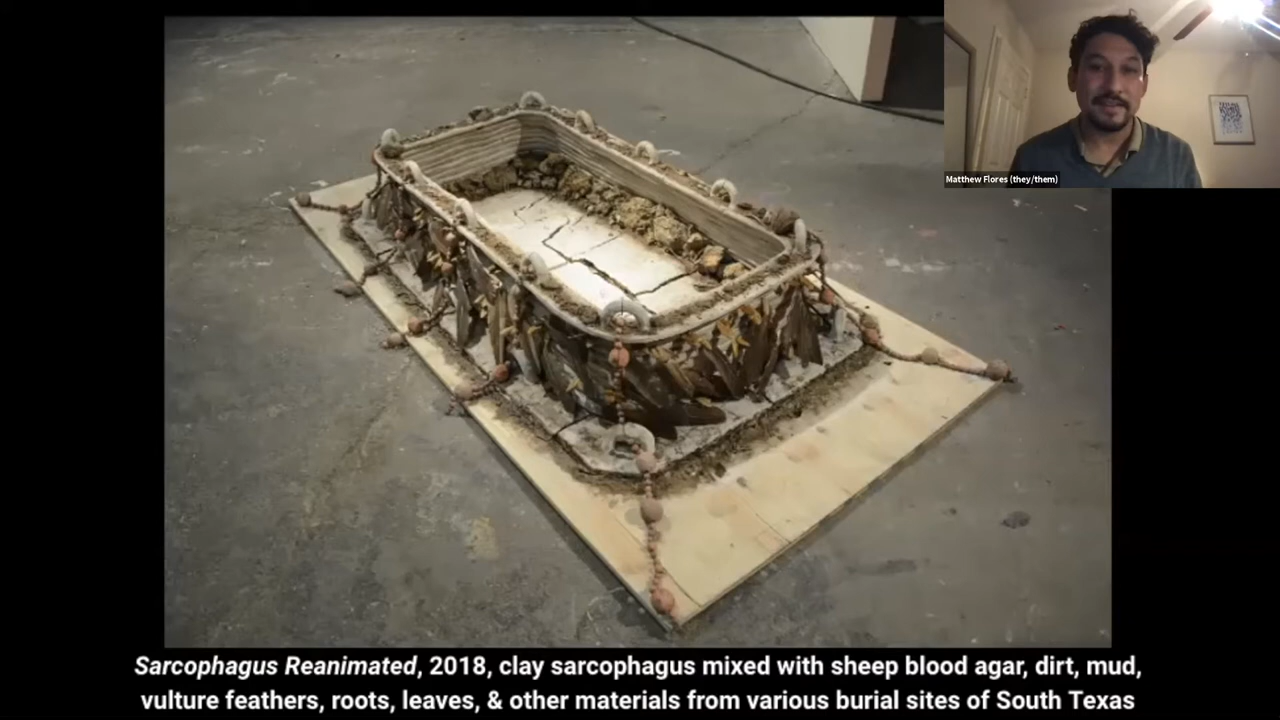 Matthew Flores (they/them)
Sarcophagus Reanimated, 2018, clay sarcophagus mixed with sheep blood agar, dirt, mud,
vulture feathers, roots, leaves, & other materials from various burial sites of South Texas